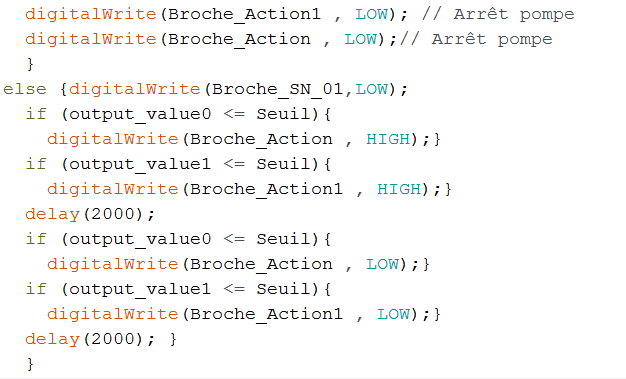 digitalWrite(Broche_Action1 , LOW); // Arrêt pompe
digitalWrite(Broche_Action , LOW);// Arrêt pompe
}
else {digitalWrite(Broche_SN_01,LOW);
if (output_value0 <= Seuil){
digitalWrite(Broche_Action , HIGH);}
if (output_value1 <= Seuil){
digitalWrite(Broche_Action1 , HIGH);}
delay(2000);
if (output_value0 <= Seuil){
digitalWrite(Broche_Action , LOW);}
if (output_value1 <= Seuil){
digitalWrite(Broche_Action1 , LOW);}
delay(2000); }
}